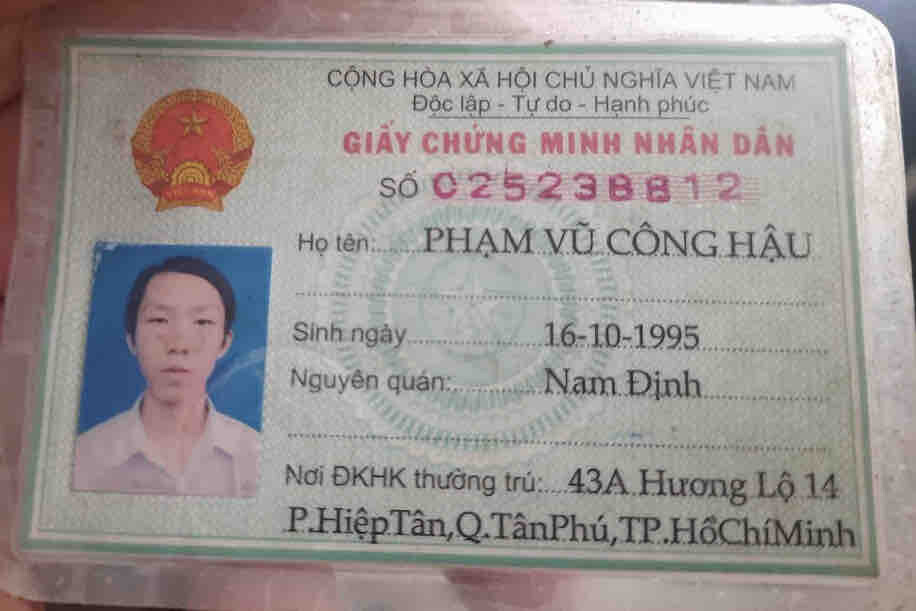 CỘNG HÒA XÃ HỘI CHỦ NGHĨA VIỆT NAM
Độc lập - Tự do - Hạnh phúc
GIẤY CHỨNG MINH NHÂN DÂN
SỐ 025238812
Họ tên: PHẠM VŨ CÔNG HẬU
Sinh ngày 16-10-1995
Nguyên quán: Nam Định
Nơi ĐKHK thường trú: 43A Hương Lộ 14
P.HiệpTân,Q.TânPhú,TP.HồChíMinh